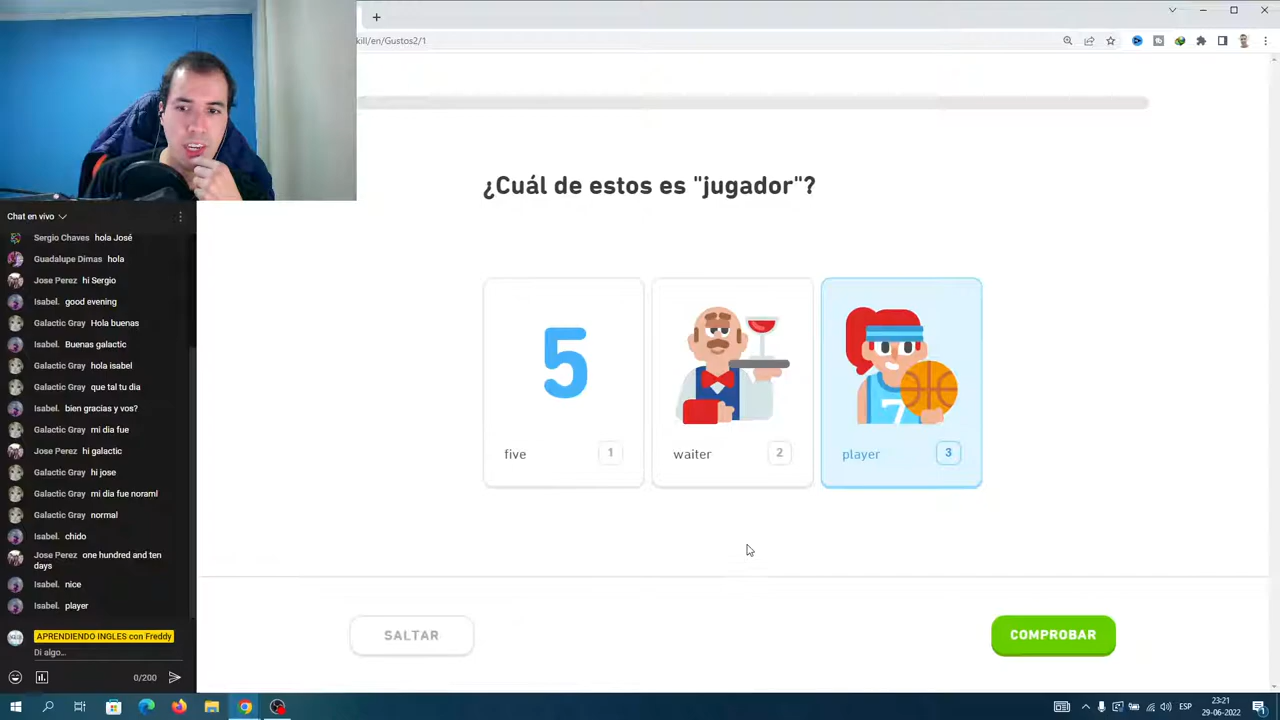 kill/en/Gustos2/1
¿Cuál de estos es "jugador"?
5
7
five 1
waiter 2
player 3
SALTAR
COMPROBAR
Chat en vivo
Sergio Chaves hola José
Guadalupe Dimas hola
Jose Perez hi Sergio
Isabel. good evening
Galactic Gray Hola buenas
Isabel. Buenas galactic
Galactic Gray hola isabel
Galactic Gray que tal tu dia
Isabel. bien gracias y vos?
Galactic Gray mi dia fue
Jose Perez hi galactic
Galactic Gray hi jose
Galactic Gray mi dia fue noraml
Galactic Gray normal
Isabel. chido
Jose Perez one hundred and ten
days
Isabel. nice
Isabel. player
APRENDIENDO INGLES con Freddy
Di algo...
0/200
ESP
23:21
29-06-2022
1